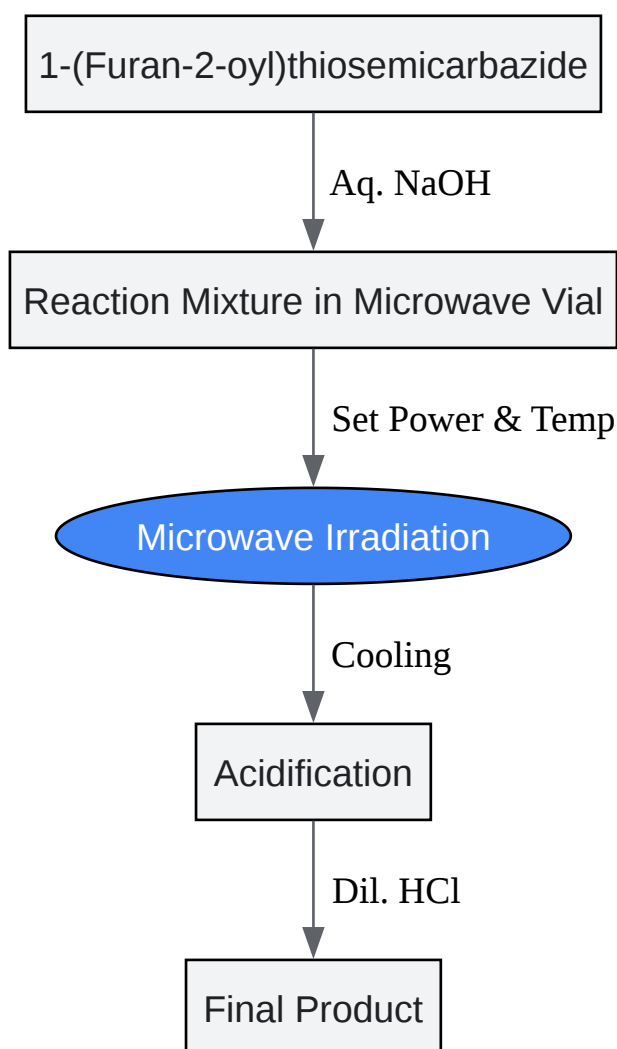 1-(Furan-2-oyl)thiosemicarbazide
Aq. NaOH
Reaction Mixture in Microwave Vial
Set Power & Temp
Microwave Irradiation
Cooling
Acidification
Dil. HCl
Final Product